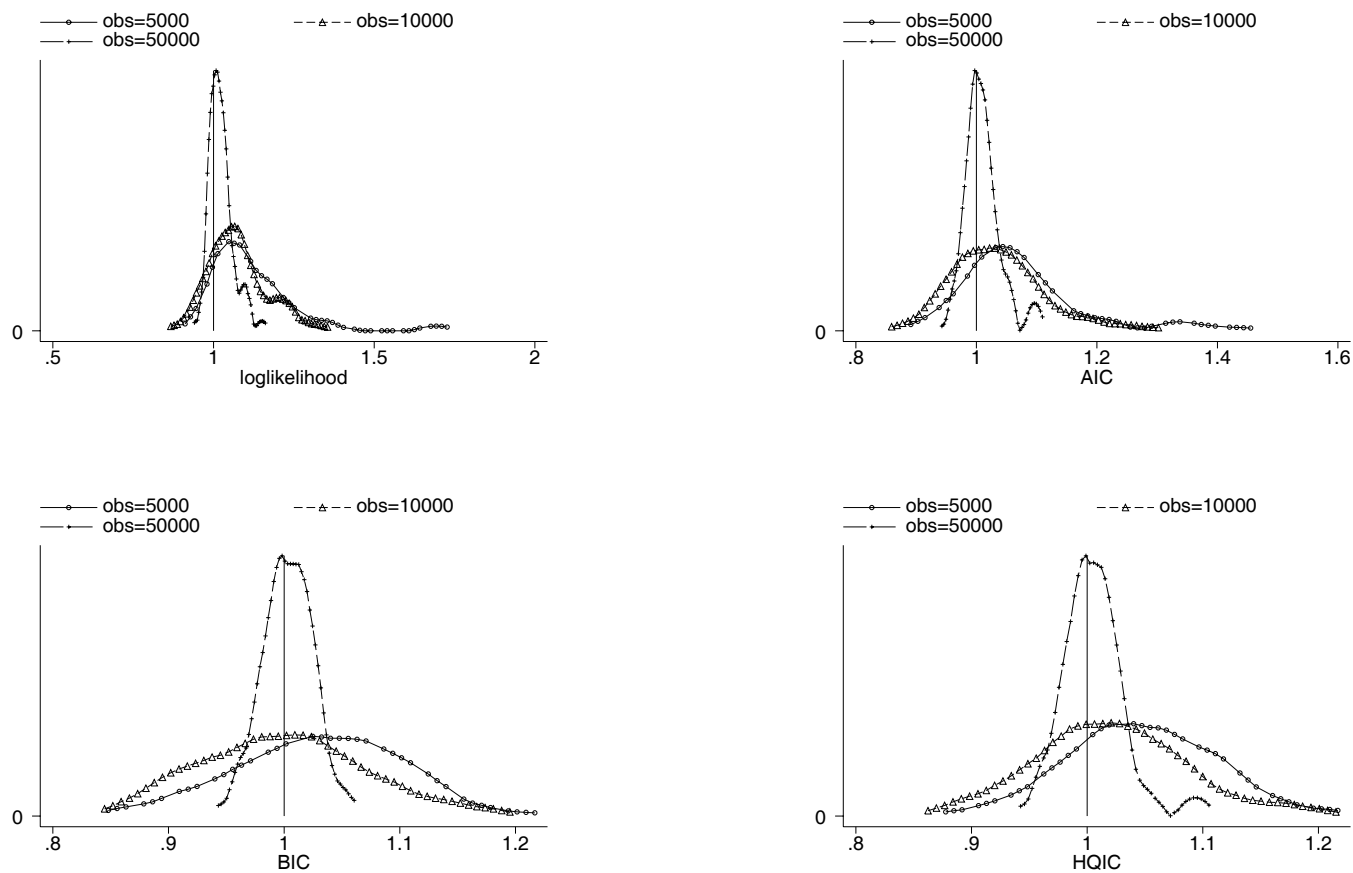 obs=5000 obs=10000
obs=50000
0
.5 1 1.5 2
loglikelihood
obs=5000 obs=10000
obs=50000
0
.8 1 1.2 1.4 1.6
AIC
obs=5000 obs=10000
obs=50000
0
.8 .9 1 1.1 1.2
BIC
obs=5000 obs=10000
obs=50000
0
.8 .9 1 1.1 1.2
HQIC